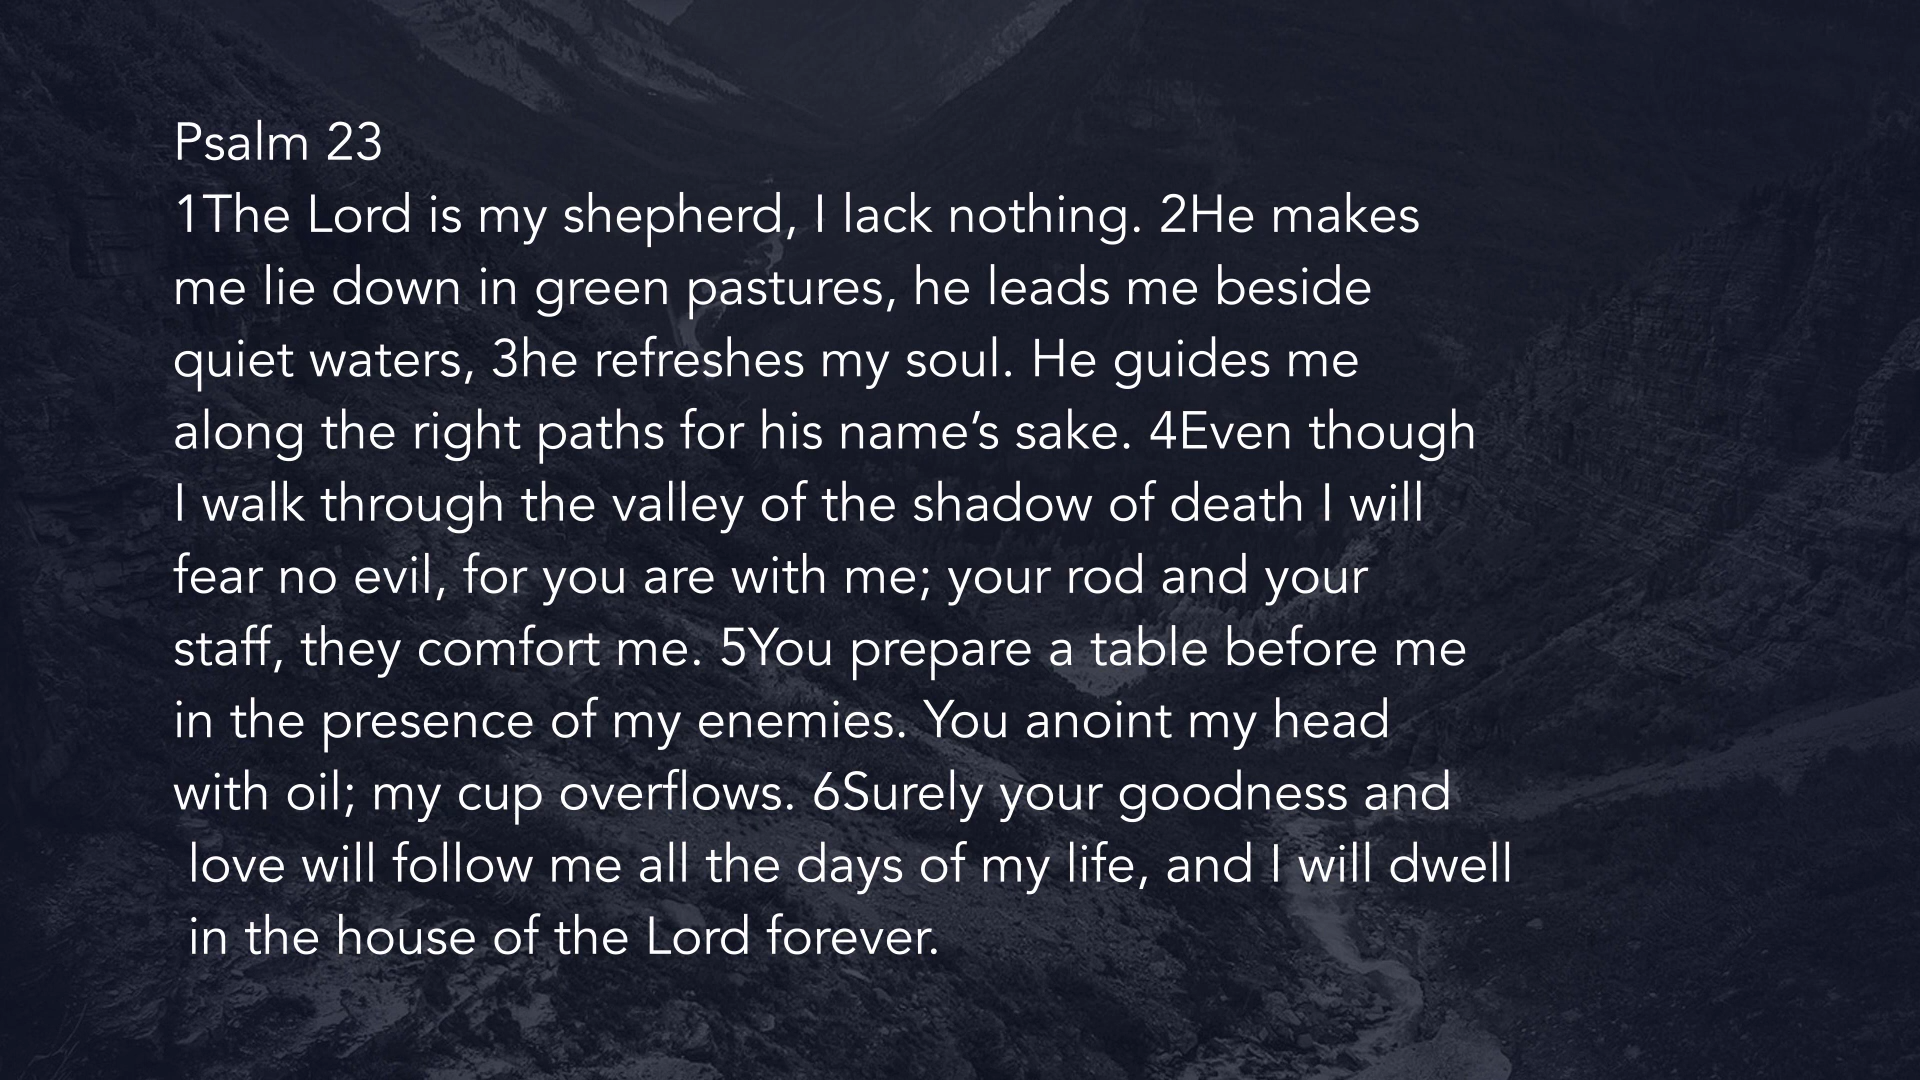 Psalm 23
1The Lord is my shepherd, I lack nothing. 2He makes
me lie down in green pastures, he leads me beside
quiet waters, 3he refreshes my soul. He guides me
along the right paths for his name’s sake. 4Even though
I walk through the valley of the shadow of death I will
fear no evil, for you are with me; your rod and your
staff, they comfort me. 5You prepare a table before me
in the presence of my enemies. You anoint my head
with oil; my cup overflows. 6Surely your goodness and
love will follow me all the days of my life, and I will dwell
in the house of the Lord forever.